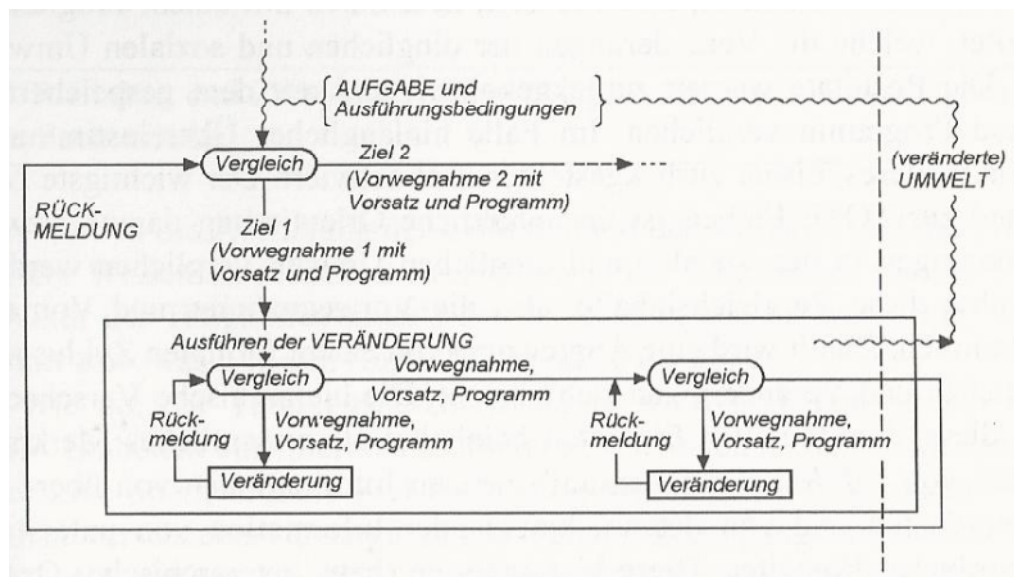 AUFGABE und
Ausführungsbedingungen
Vergleich
Ziel 2
(Vorwegnahme 2 mit
Vorsatz und Programm)
(veränderte)
UMWELT
RÜCK-
MELDUNG
Ziel 1
(Vorwegnahme 1 mit
Vorsatz und Programm)
Ausführen der VERÄNDERUNG
Vergleich
Vorwegnahme,
Vorsatz, Programm
Vergleich
Rück-
meldung
Vorwegnahme,
Vorsatz, Programm
Rück-
meldung
Vorwegnahme,
Vorsatz, Programm
Veränderung
Veränderung